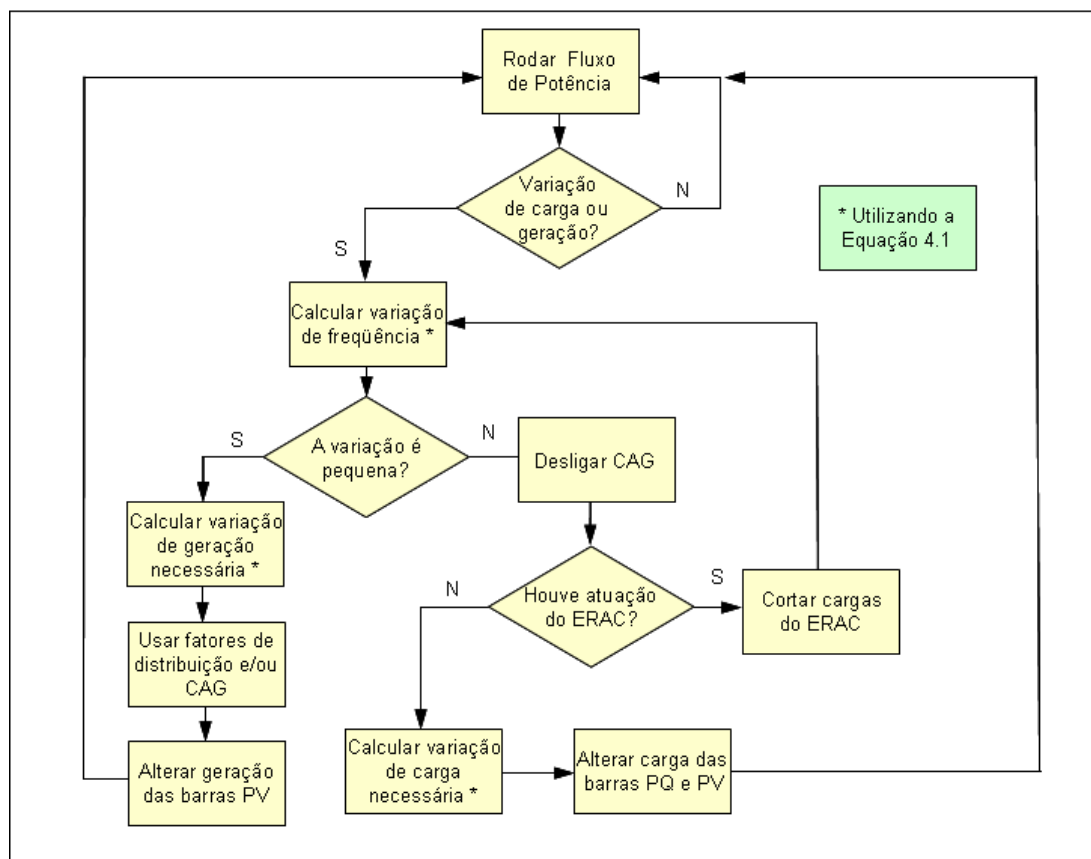 Rodar Fluxo
de Potência
Variação
de carga ou
geração?
N
S
* Utilizando a
Equação 4.1
Calcular variação
de freqüência *
A variação é
pequena?
S
N
Desligar CAG
Calcular variação
de geração
necessária *
Houve atuação
do ERAC?
N
S
Cortar cargas
do ERAC
Usar fatores de
distribuição e/ou
CAG
Alterar geração
das barras PV
Calcular variação
de carga
necessária *
Alterar carga das
barras PQ e PV